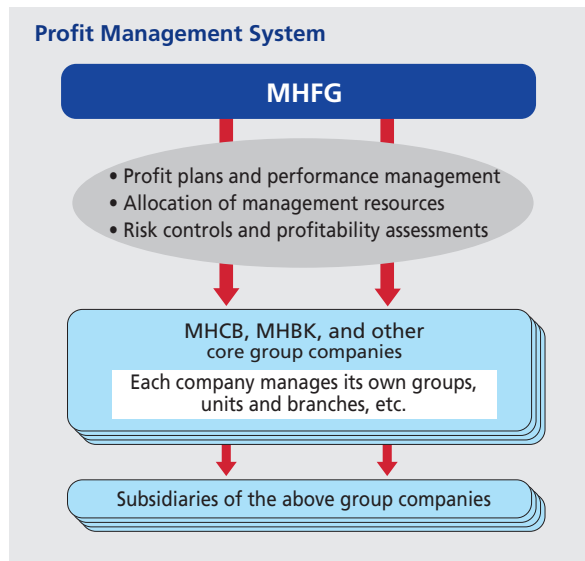 Profit Management System
MHFG
• Profit plans and performance management
• Allocation of management resources
• Risk controls and profitability assessments
MHCB, MHBK, and other
core group companies
Each company manages its own groups,
units and branches, etc.
Subsidiaries of the above group companies